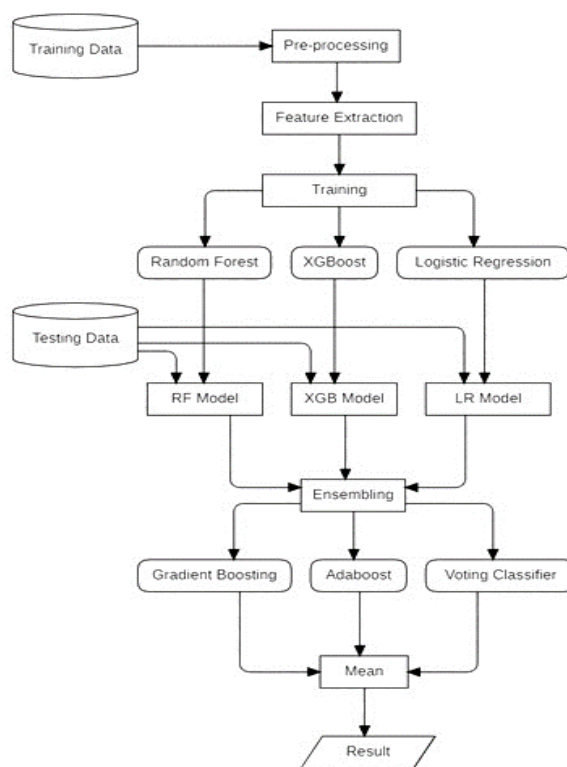 Training Data
Pre-processing
Feature Extraction
Training
Random Forest
XGBoost
Logistic Regression
Testing Data
RF Model
XGB Model
LR Model
Ensembling
Gradient Boosting
Adaboost
Voting Classifier
Mean
Result